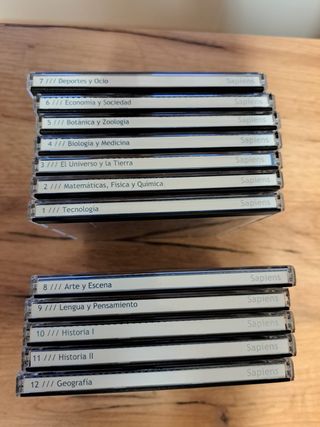 7 /// Deportes y Ocio Sapiens
6 /// Economía y Sociedad Sapiens
5 /// Botánica y Zoología Sapiens
4 /// Biología y Medicina Sapiens
3 /// El Universo y la Tierra Sapiens
2 /// Matemáticas, Física y Química Sapiens
1 /// Tecnología Sapiens
8 /// Arte y Escena Sapiens
9 /// Lengua y Pensamiento Sapiens
10 /// Historia I Sapiens
11 /// Historia II Sapiens
12 /// Geografía Sapiens